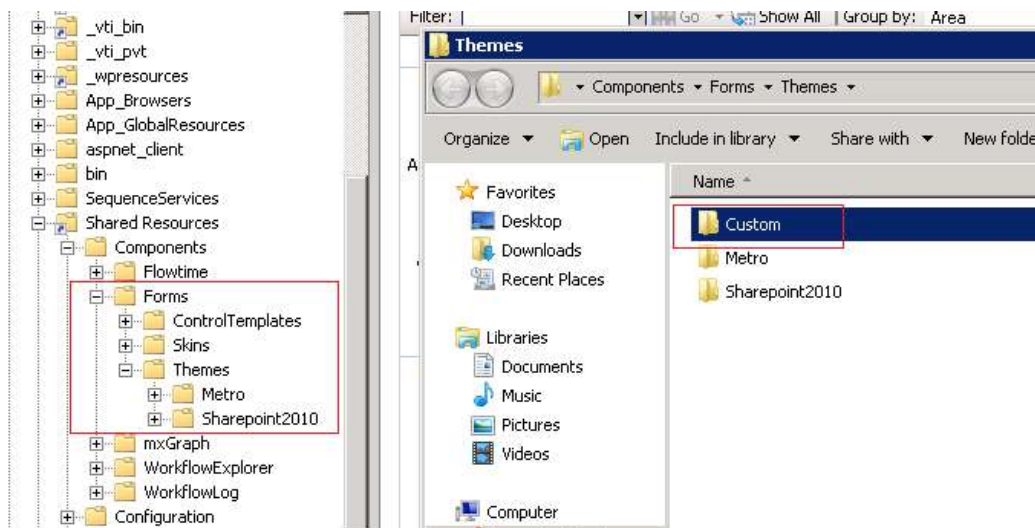 _vti_bin
_vti_pvt
_wpresources
App_Browsers
App_GlobalResources
aspnet_client
bin
SequenceServices
Shared Resources
Components
Flowtime
Forms
ControlTemplates
Skins
Themes
Metro
Sharepoint2010
mxGraph
WorkflowExplorer
WorkflowLog
Configuration
Filter: Go Show All Group by: Area
A
Themes
Components Forms Themes
Organize Open Include in library Share with New folde
Favorites
Desktop
Downloads
Recent Places
Libraries
Documents
Music
Pictures
Videos
Computer
Name
Custom
Metro
Sharepoint2010